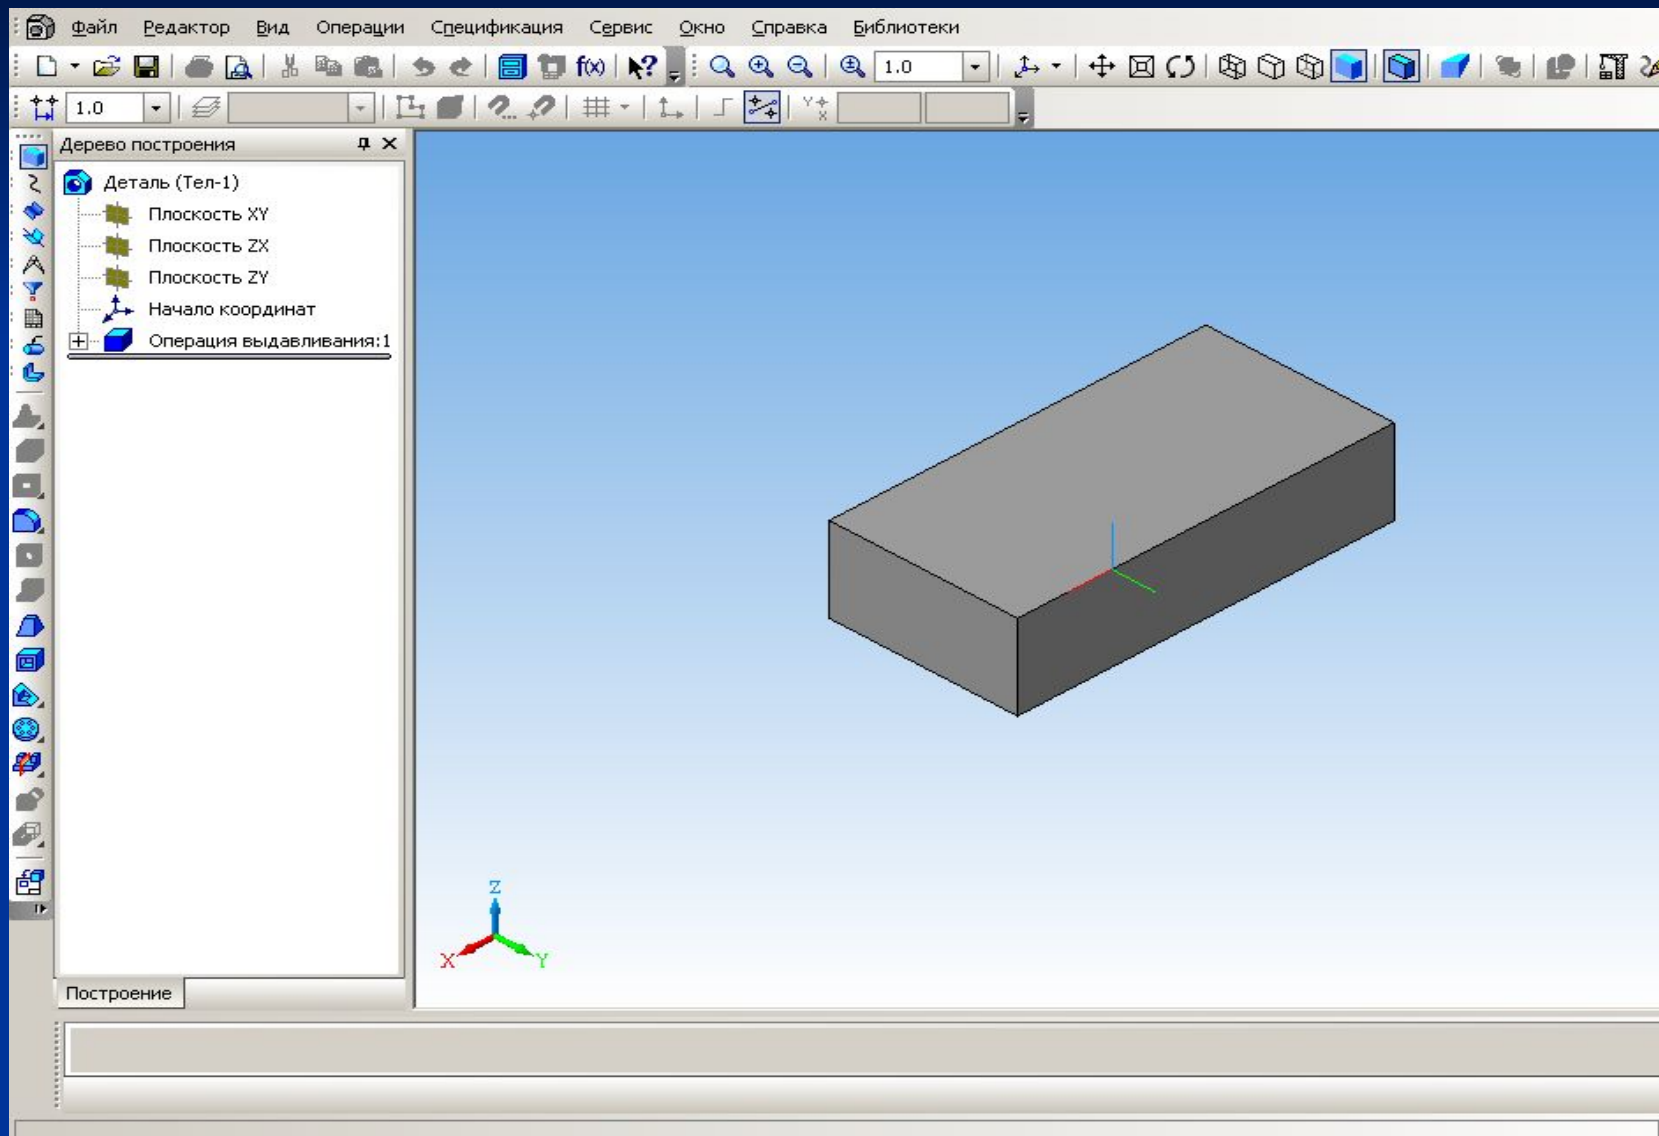 Файл Редактор Вид Операции Спецификация Сервис Окно Справка Библиотеки
f(x) ? 1.0
1.0 Y X
Дерево построения
Деталь (Тел-1)
Плоскость XY
Плоскость ZX
Плоскость ZY
Начало координат
Операция выдавливания:1
Z
X Y
Построение